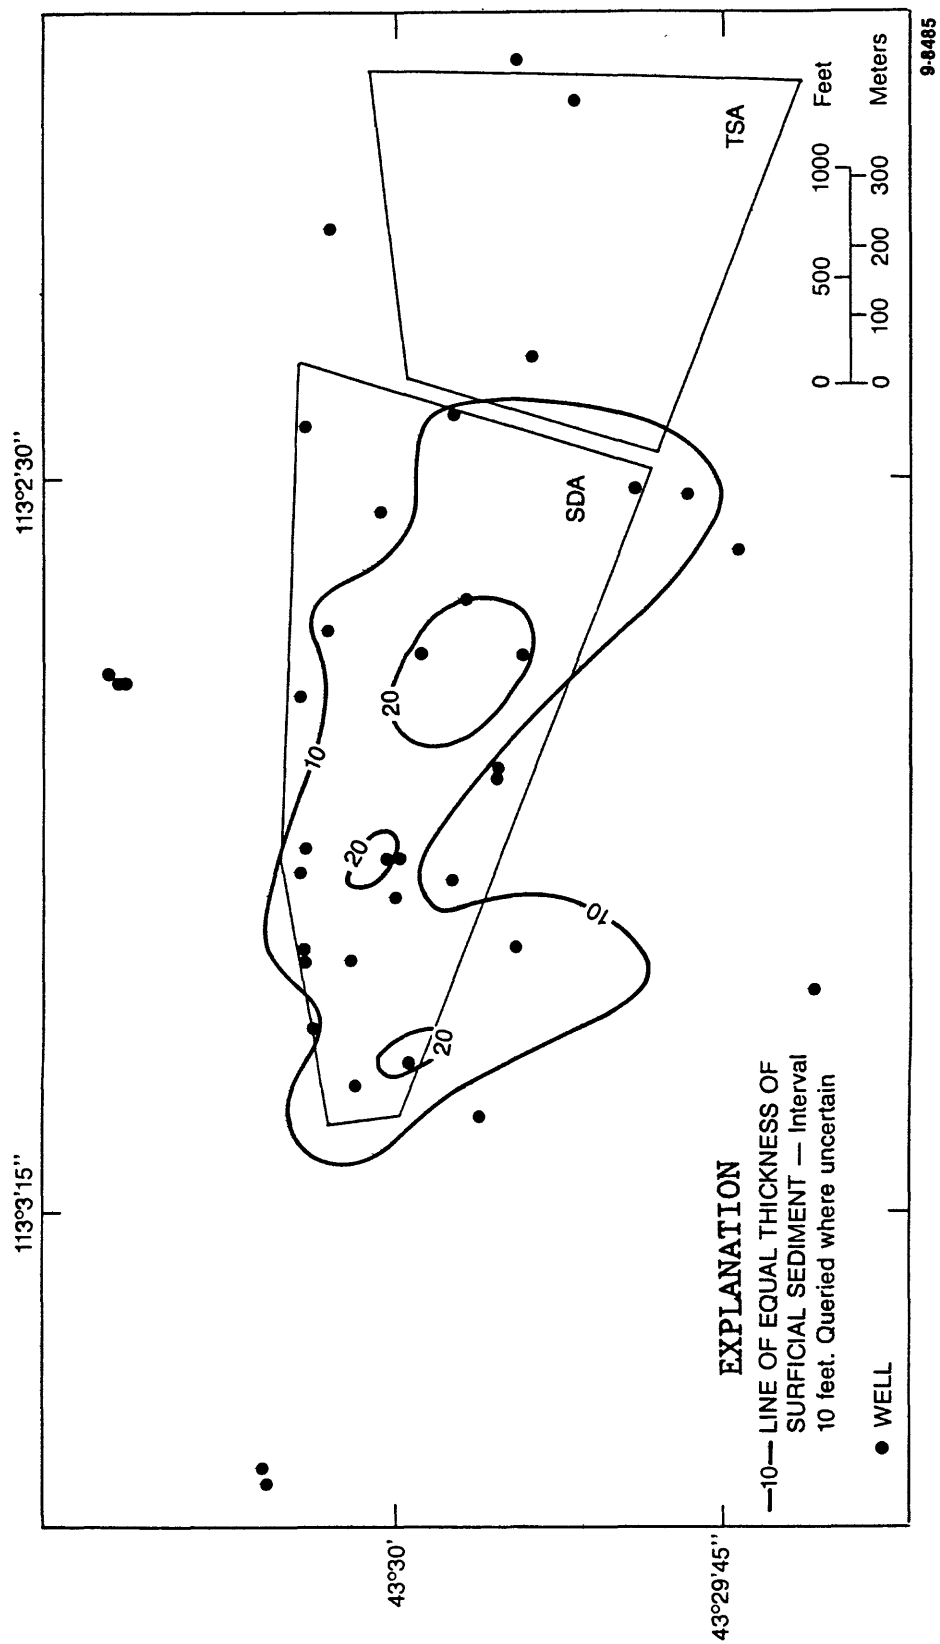 113°3'15"
113°2'30"
43°30'
43°29'45"
10
20
20
20
10
SDA
TSA
EXPLANATION
—10— LINE OF EQUAL THICKNESS OF
SURFICIAL SEDIMENT — Interval
10 feet. Queried where uncertain
● WELL
0 500 1000 Feet
0 100 200 300 Meters
9-8485